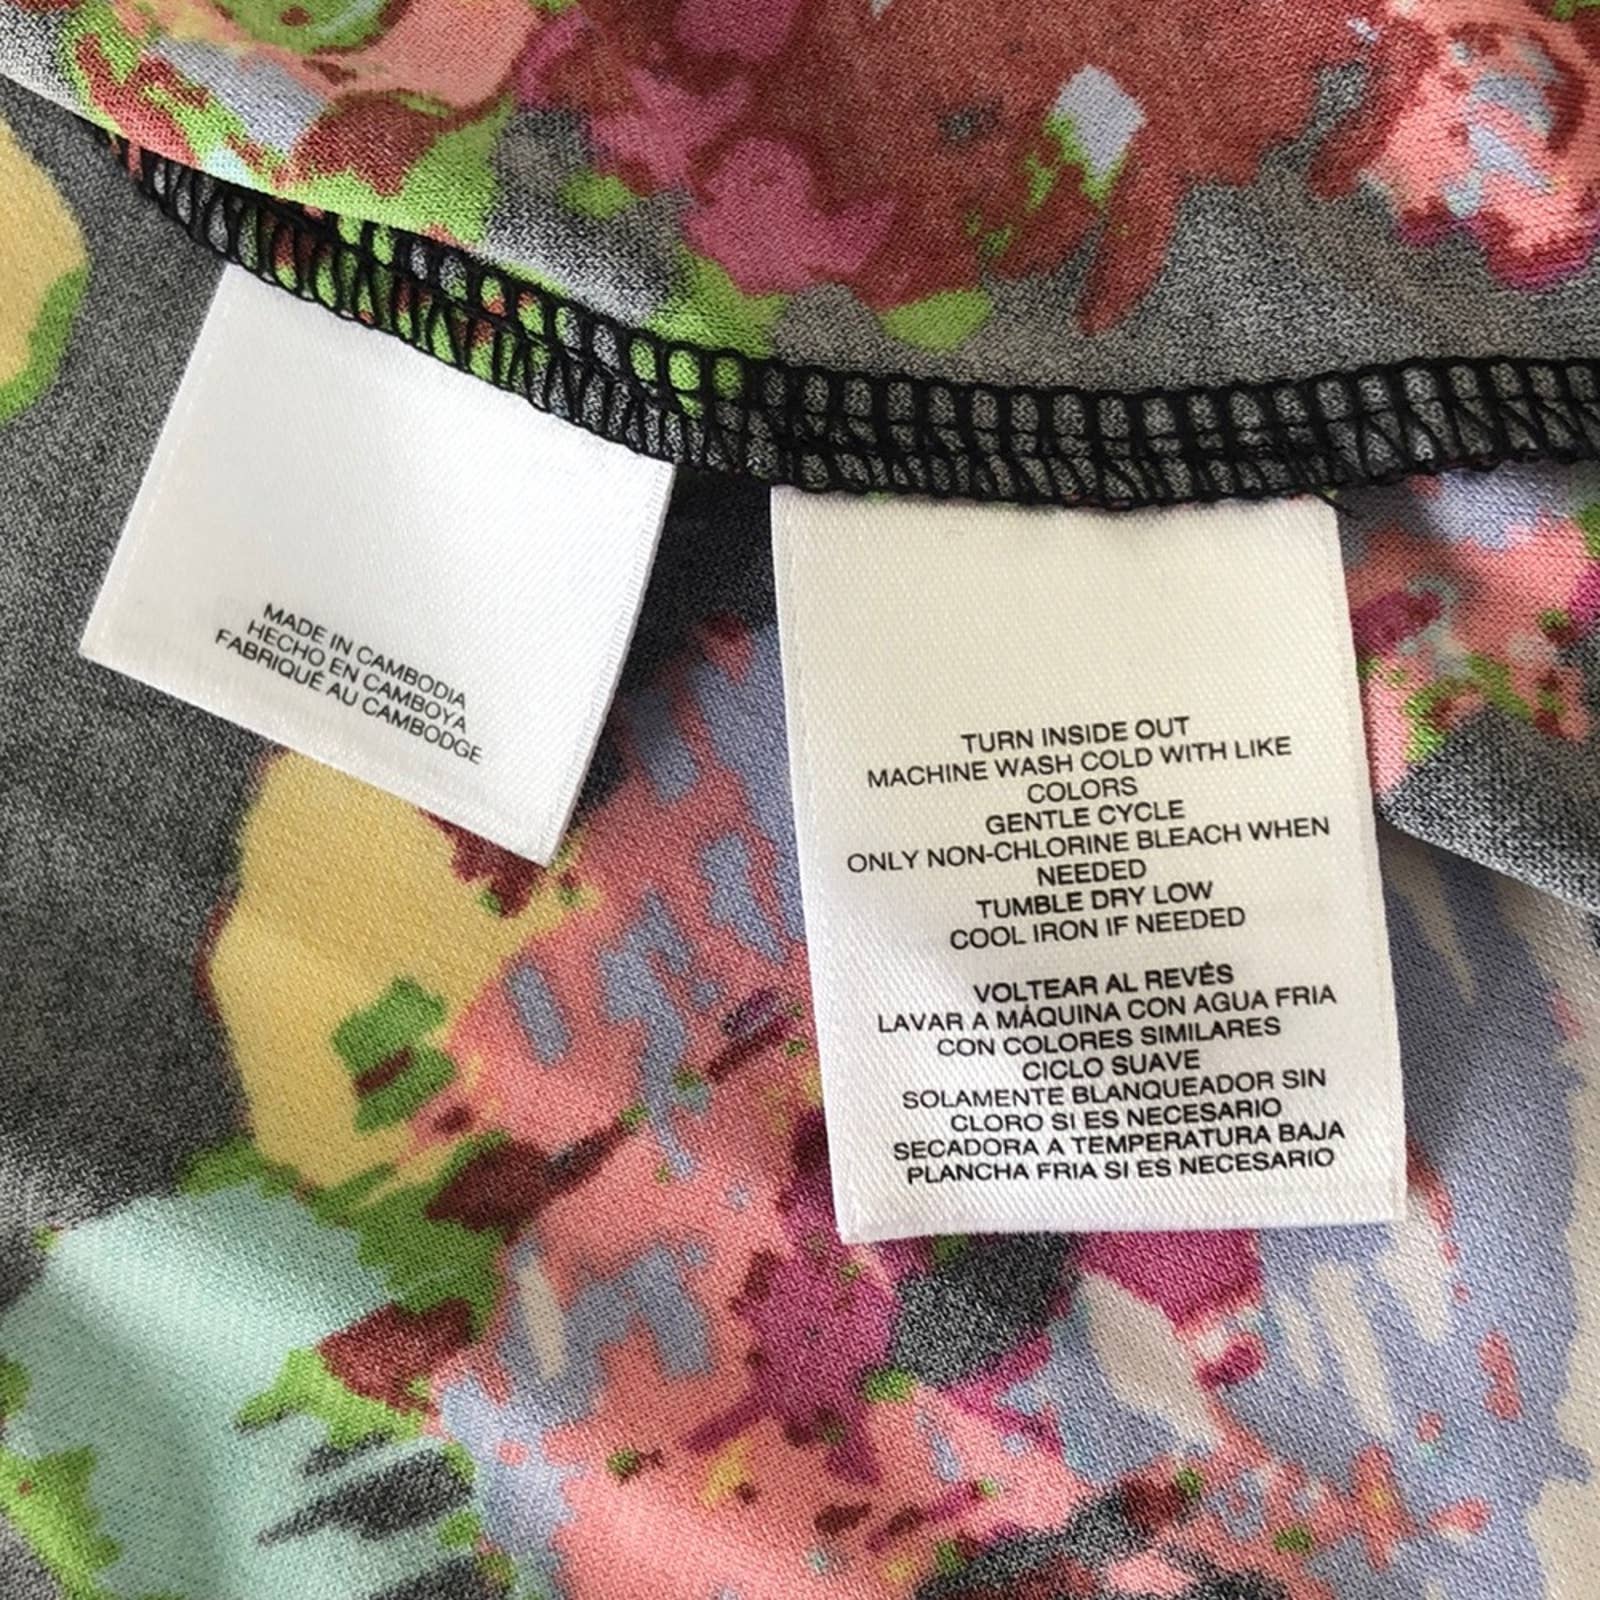 MADE IN CAMBODIA
HECHO EN CAMBOYA
FABRIQUÉ AU CAMBODGE
TURN INSIDE OUT
MACHINE WASH COLD WITH LIKE
COLORS
GENTLE CYCLE
ONLY NON-CHLORINE BLEACH WHEN
NEEDED
TUMBLE DRY LOW
COOL IRON IF NEEDED
VOLTEAR AL REVÉS
LAVAR A MÁQUINA CON AGUA FRIA
CON COLORES SIMILARES
CICLO SUAVE
SOLAMENTE BLANQUEADOR SIN
CLORO SI ES NECESARIO
SECADORA A TEMPERATURA BAJA
PLANCHA FRIA SI ES NECESARIO